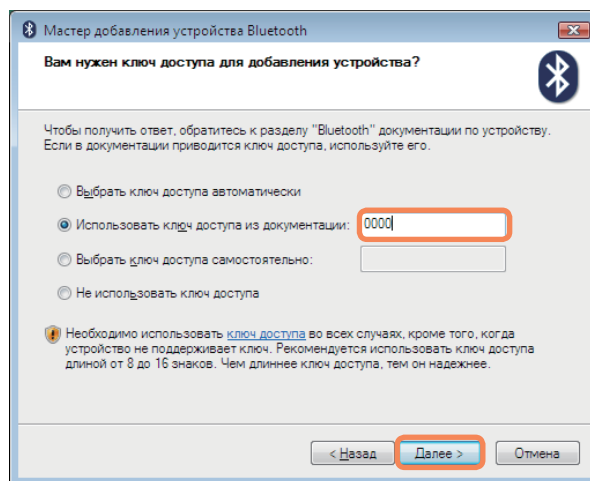 Мастер добавления устройства Bluetooth
Вам нужен ключ доступа для добавления устройства?
Чтобы получить ответ, обратитесь к разделу "Bluetooth" документации по устройству.
Если в документации приводится ключ доступа, используйте его.
Выбрать ключ доступа автоматически
Использовать ключ доступа из документации: 0000
Выбрать ключ доступа самостоятельно:
Не использовать ключ доступа
Необходимо использовать ключ доступа во всех случаях, кроме того, когда
устройство не поддерживает ключ. Рекомендуется использовать ключ доступа
длиной от 8 до 16 знаков. Чем длиннее ключ доступа, тем он надежнее.
< Назад Далее > Отмена